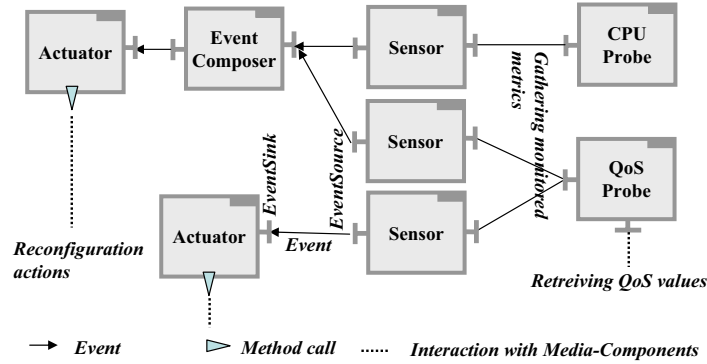 Actuator
Event
Composer
Sensor
CPU
Probe
Gathering monitored
metrics
Sensor
QoS
Probe
EventSink
EventSource
Actuator
Event
Sensor
Reconfiguration
actions
Retreiving QoS values
Event
Method call
Interaction with Media-Components